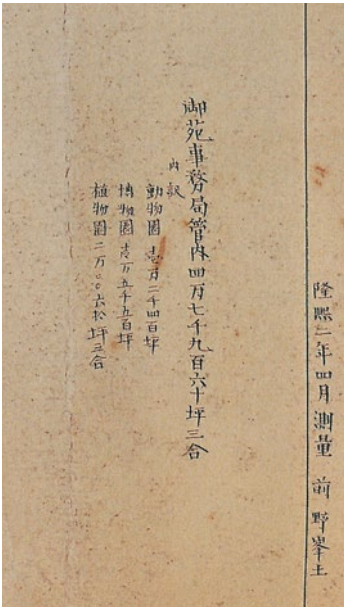 隆熙二年四月測量 前野峯土
御苑事務局管内四万七千九百六十坪三合
内訳
動物園 壱万二千四百坪
博物園 壱万五千五百坪
植物園 二万〇〇六拾坪三合